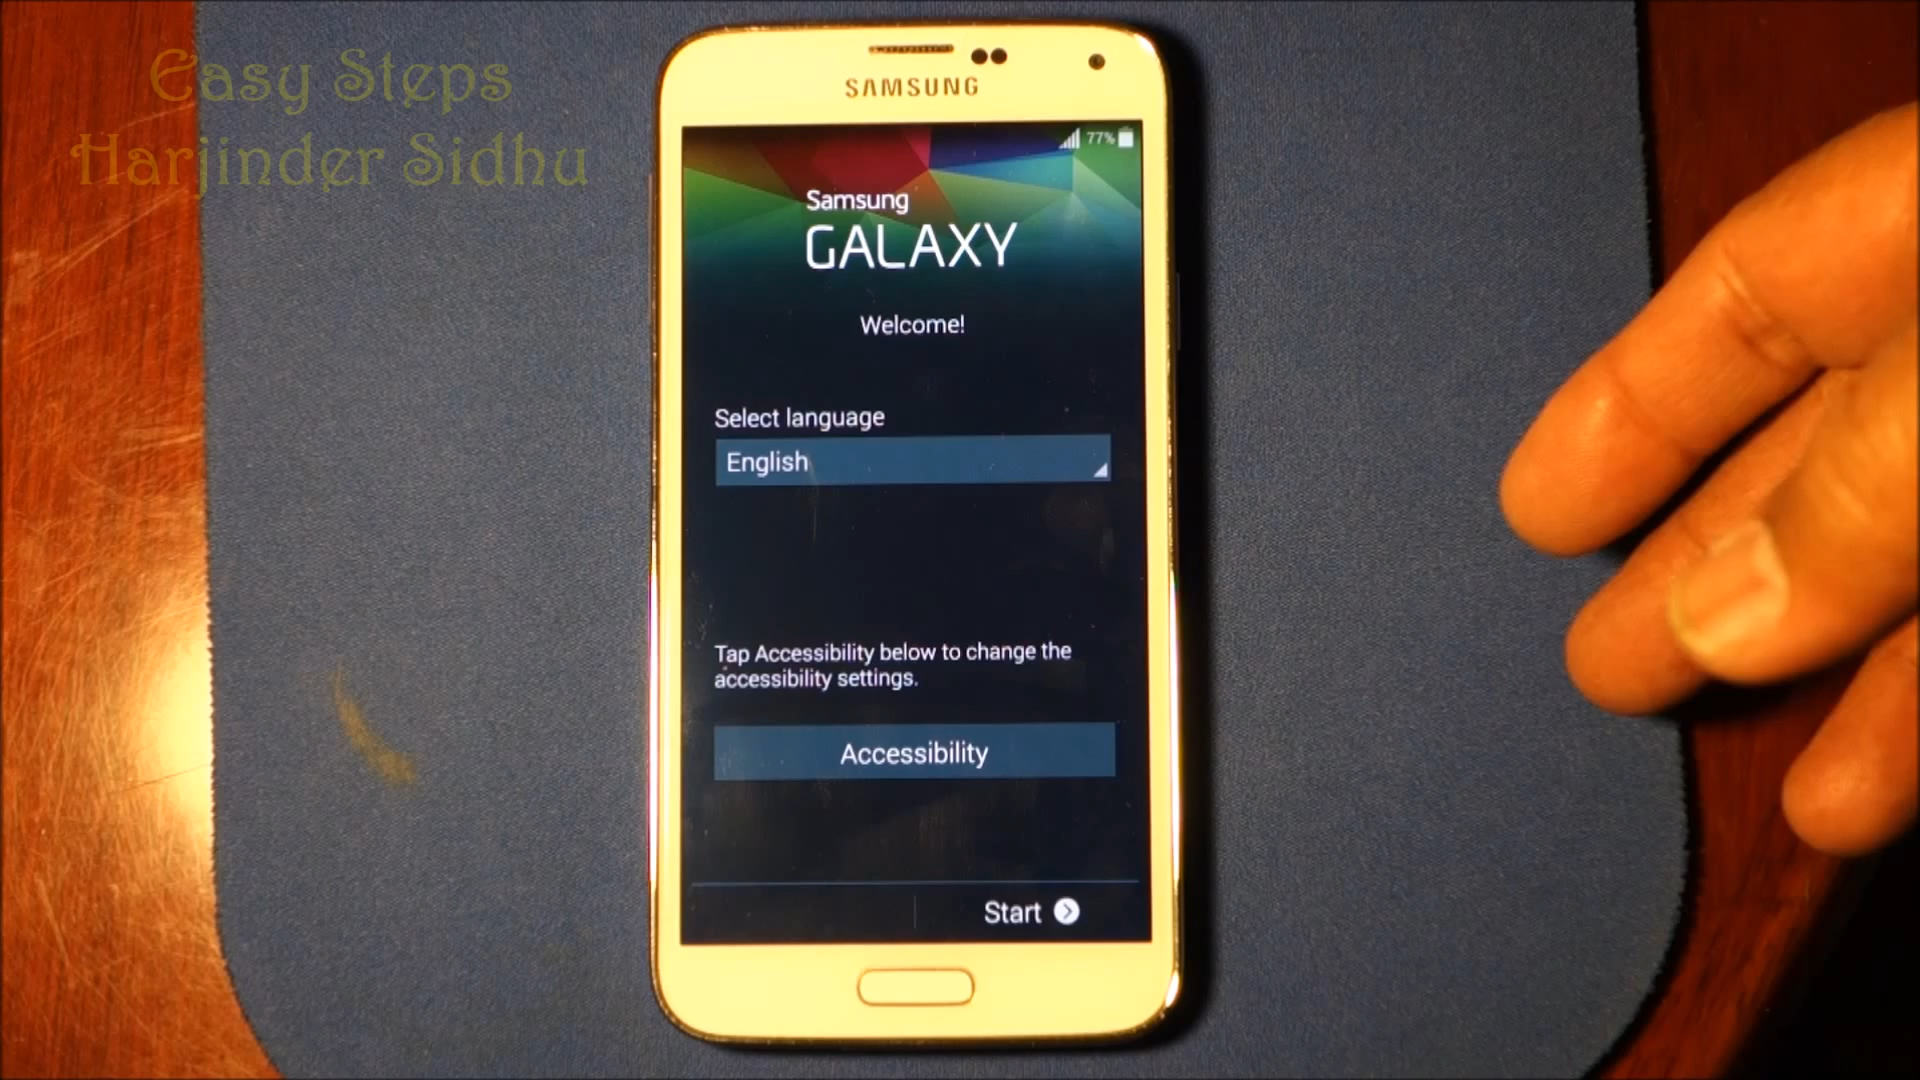 Easy Steps
Harjinder Sidhu
SAMSUNG
77%
Samsung
GALAXY
Welcome!
Select language
English
Tap Accessibility below to change the
accessibility settings.
Accessibility
Start